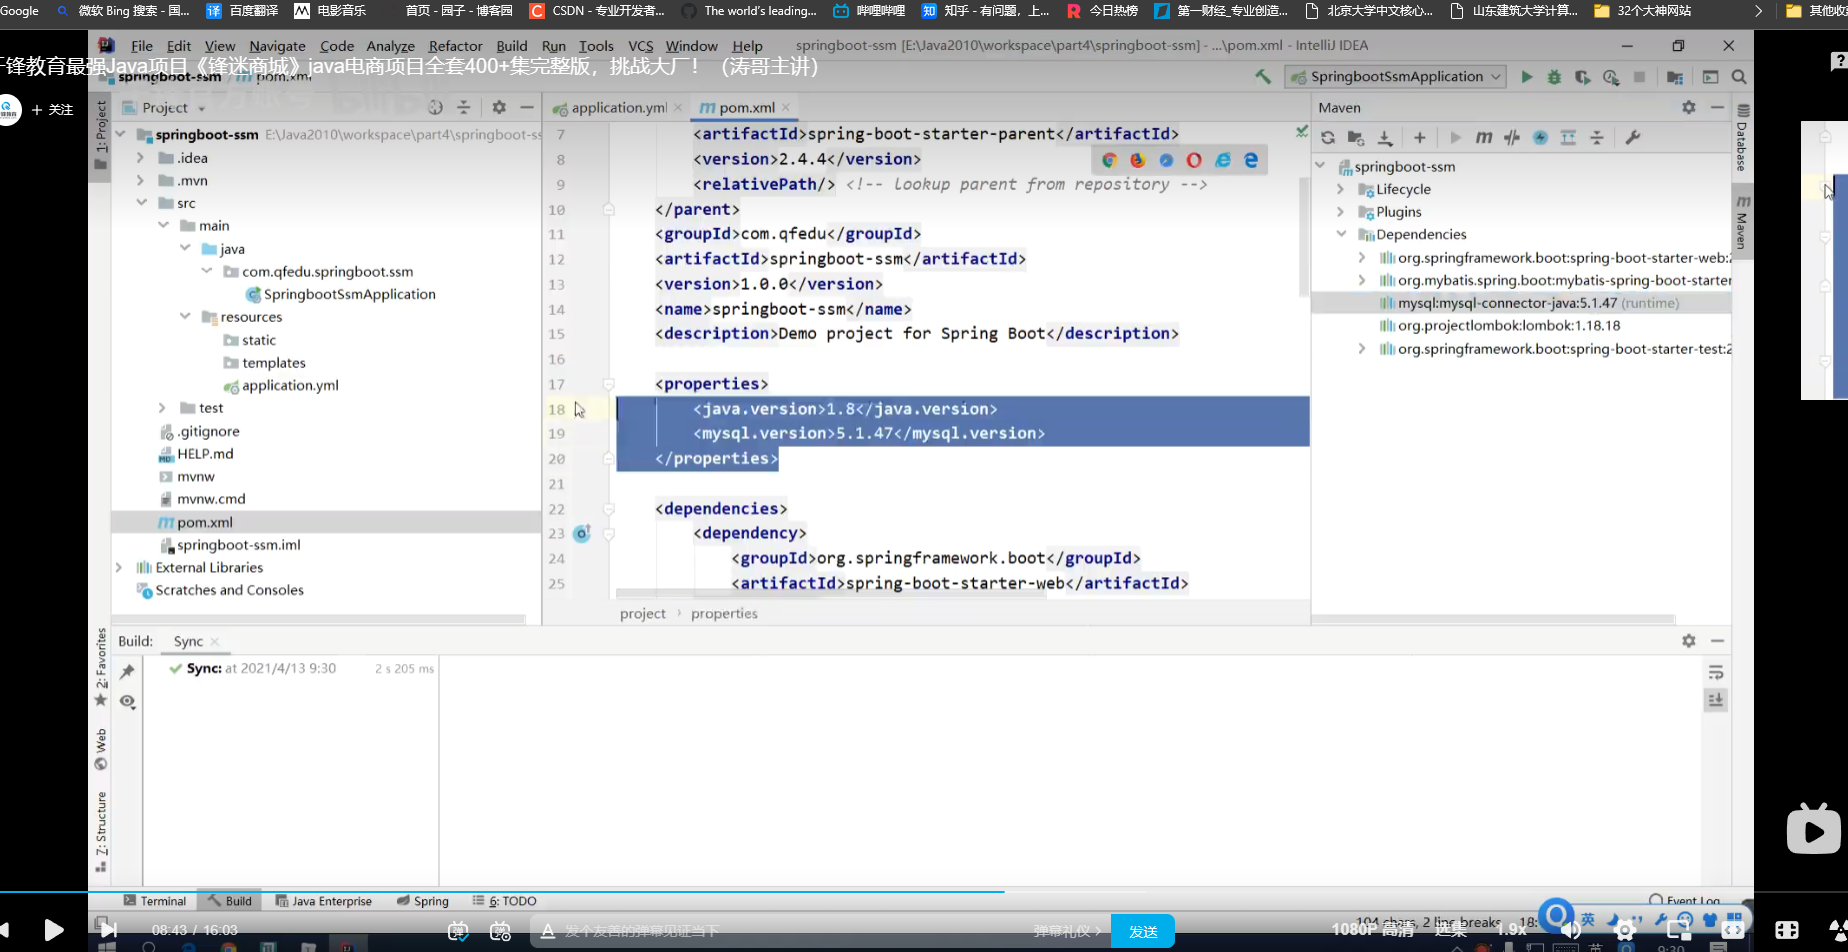 Google 微软 Bing 搜索 - 国... 译 百度翻译 电影音乐 首页 - 园子 - 博客园 CSDN - 专业开发者... The world's leading... 哔哩哔哩 知 知乎 - 有问题，上... 今日热榜 第一财经_专业创造... 北京大学中文核心... 山东建筑大学计算... 32个大神网站 其他收
File Edit View Navigate Code Analyze Refactor Build Run Tools VCS Window Help springboot-ssm [E:\Java2010\workspace\part4\springboot-ssm] - ...\pom.xml - IntelliJ IDEA
锋教育最强Java项目《锋迷商城》java电商项目全套400+集完整版，挑战大厂！（涛哥主讲）
springboot-ssm pom.xml
SpringbootSsmApplication
+ 关注
1: Project
Project
application.yml
pom.xml
Maven
Database
Maven
springboot-ssm E:\Java2010\workspace\part4\springboot-ss
.idea
.mvn
src
main
java
com.qfedu.springboot.ssm
SpringbootSsmApplication
resources
static
templates
application.yml
test
.gitignore
HELP.md
mvnw
mvnw.cmd
pom.xml
springboot-ssm.iml
External Libraries
Scratches and Consoles
7 <artifactId>spring-boot-starter-parent</artifactId>
8 <version>2.4.4</version>
9 <relativePath/> <!-- lookup parent from repository -->
10 </parent>
11 <groupId>com.qfedu</groupId>
12 <artifactId>springboot-ssm</artifactId>
13 <version>1.0.0</version>
14 <name>springboot-ssm</name>
15 <description>Demo project for Spring Boot</description>
16
17 <properties>
18 <java.version>1.8</java.version>
19 <mysql.version>5.1.47</mysql.version>
20 </properties>
21
22 <dependencies>
23 <dependency>
24 <groupId>org.springframework.boot</groupId>
25 <artifactId>spring-boot-starter-web</artifactId>
project › properties
springboot-ssm
Lifecycle
Plugins
Dependencies
org.springframework.boot:spring-boot-starter-web:2
org.mybatis.spring.boot:mybatis-spring-boot-starter
mysql:mysql-connector-java:5.1.47 (runtime)
org.projectlombok:lombok:1.18.18
org.springframework.boot:spring-boot-starter-test:2
2: Favorites
Web
Z: Structure
Build: Sync
Sync: at 2021/4/13 9:30 2 s 205 ms
Terminal Build Java Enterprise Spring 6: TODO Event Log
104 chars, 2 line breaks 18:
08:43 / 16:03 发个友善的弹幕见证当下 弹幕礼仪 › 发送 1080P 高清 选集 1.9x 英
英 9:30